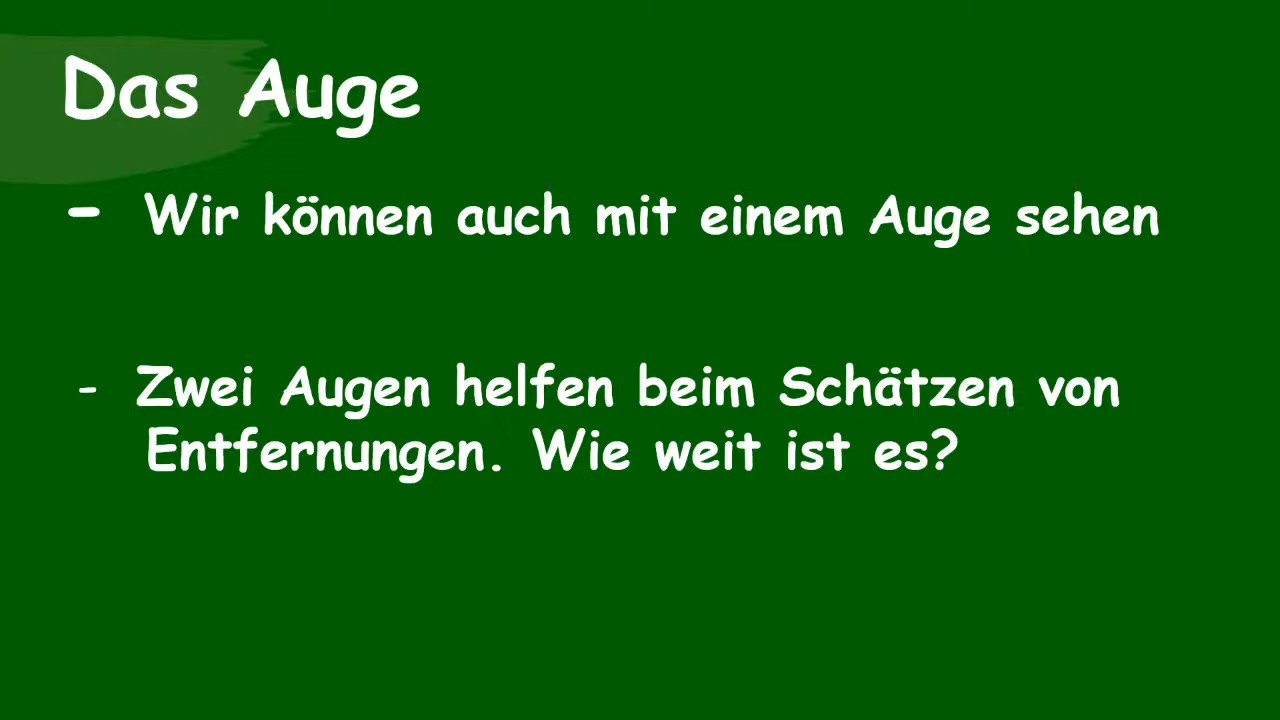 Das Auge
- Wir können auch mit einem Auge sehen
- Zwei Augen helfen beim Schätzen von
Entfernungen. Wie weit ist es?